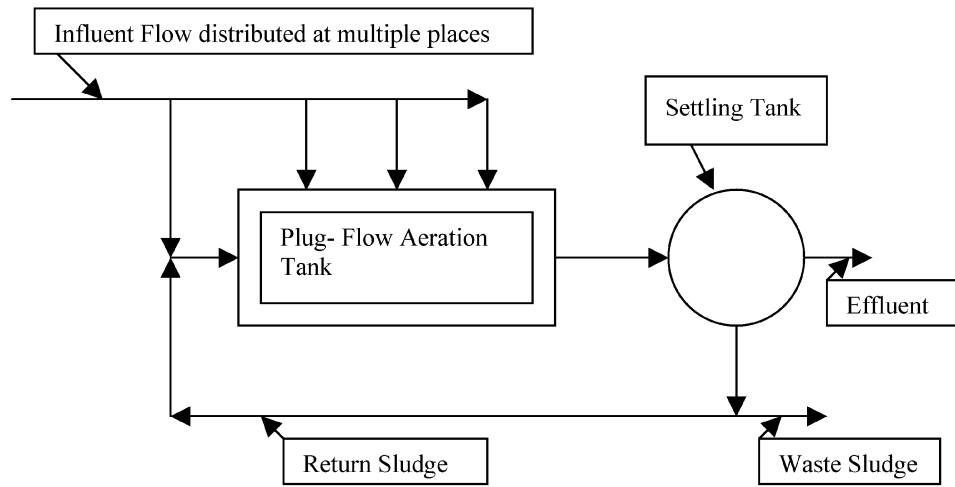 Influent Flow distributed at multiple places
Settling Tank
Plug- Flow Aeration
Tank
Effluent
Return Sludge
Waste Sludge